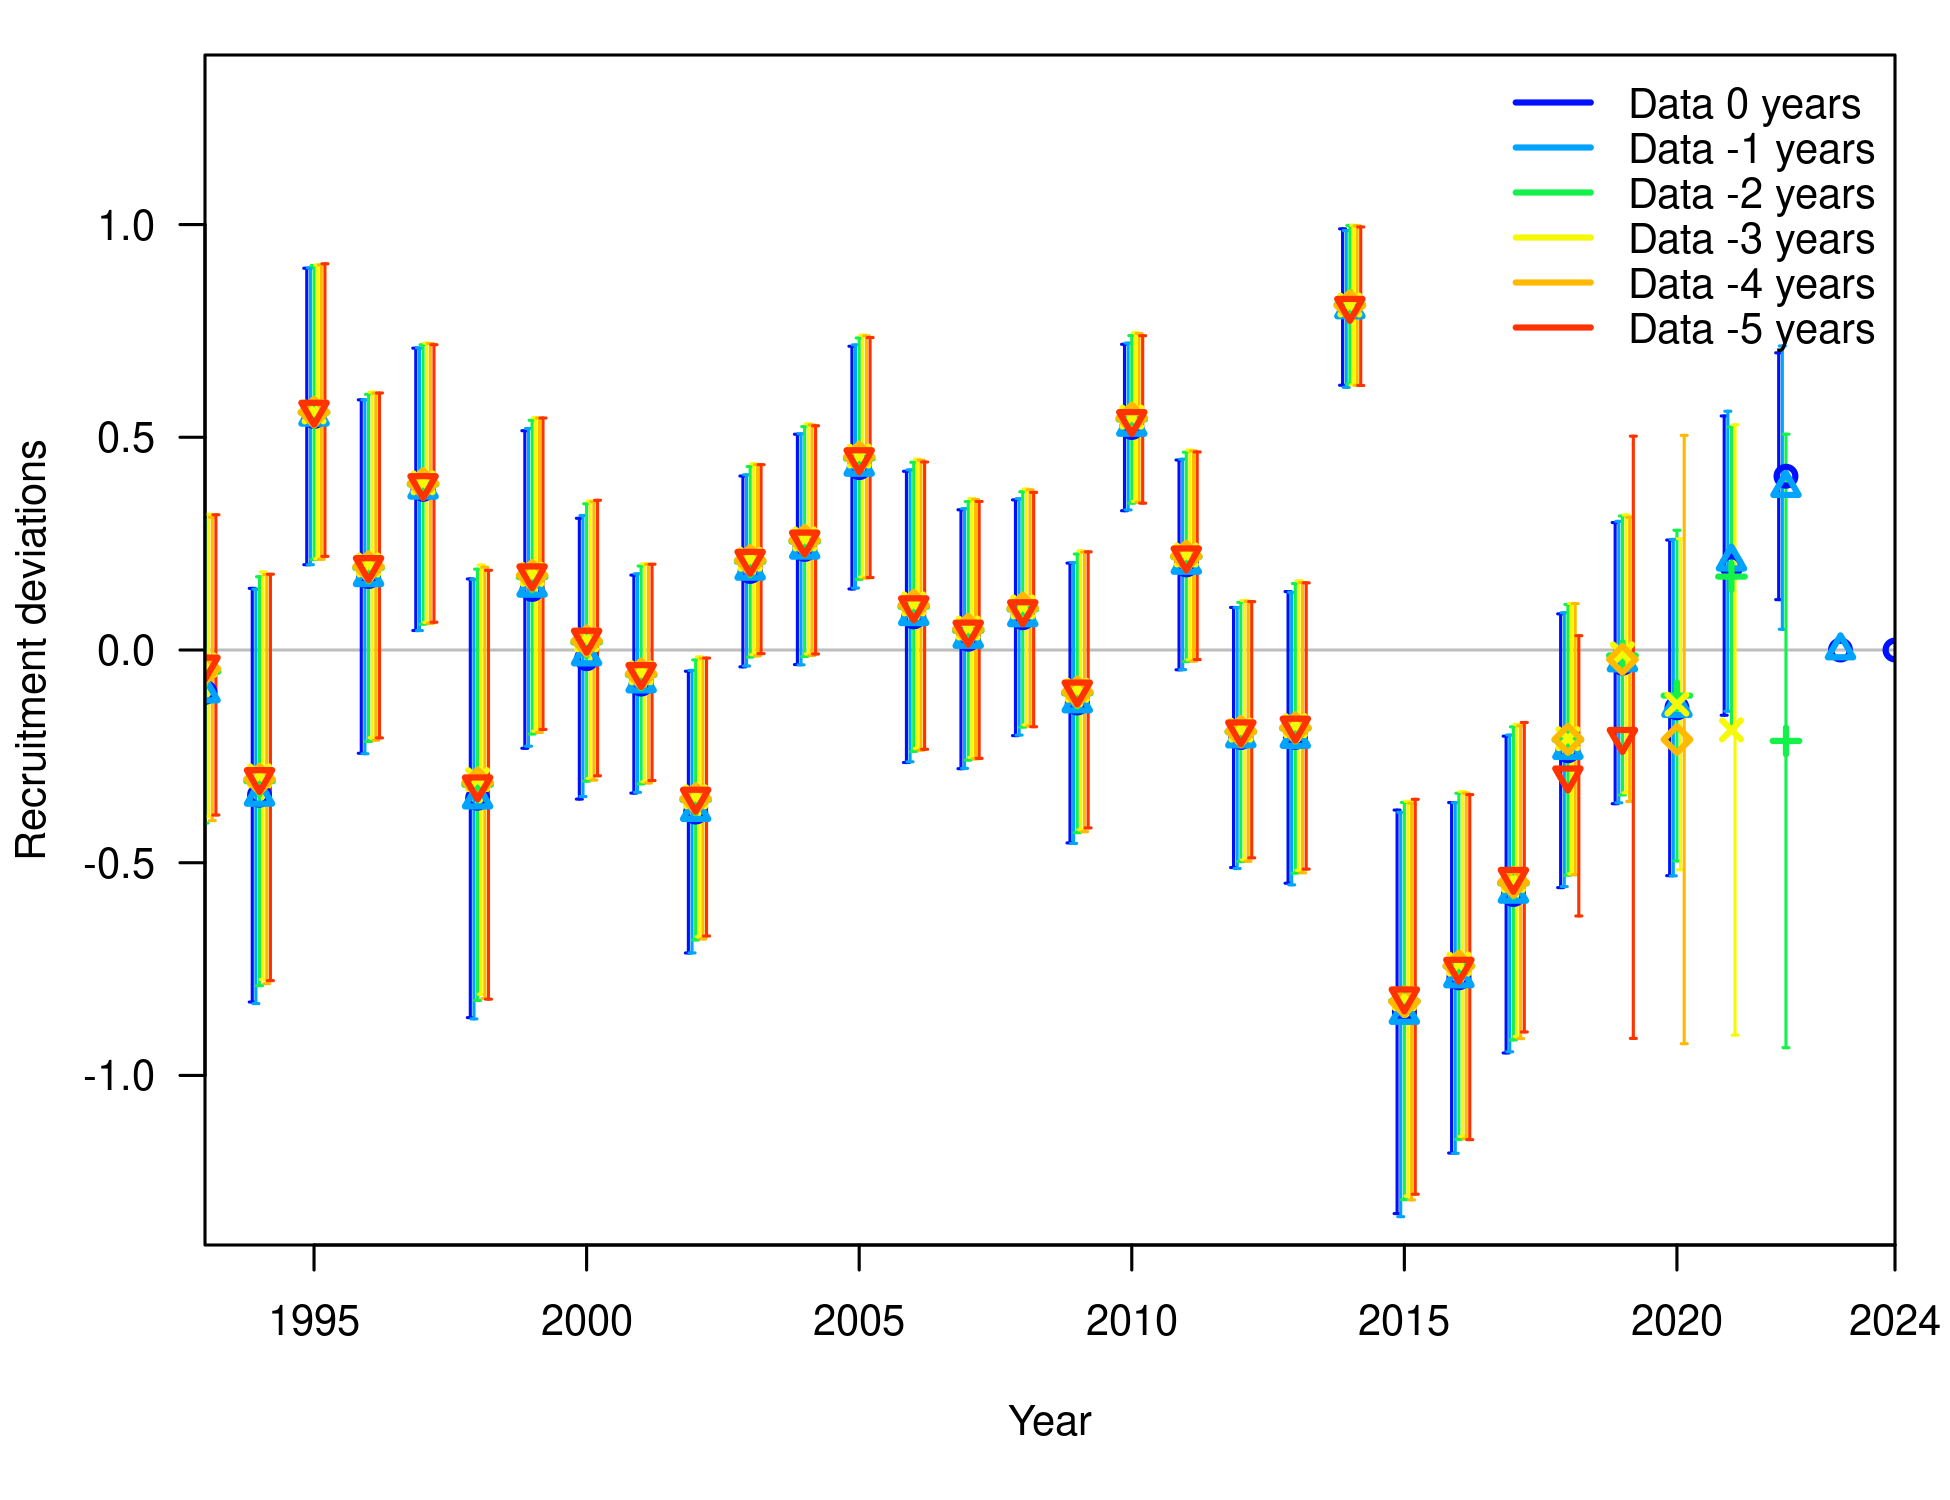 Data 0 years
Data -1 years
Data -2 years
Data -3 years
Data -4 years
Data -5 years
1.0
0.5
0.0
-0.5
-1.0
Recruitment deviations
1995 2000 2005 2010 2015 2020 2024
Year